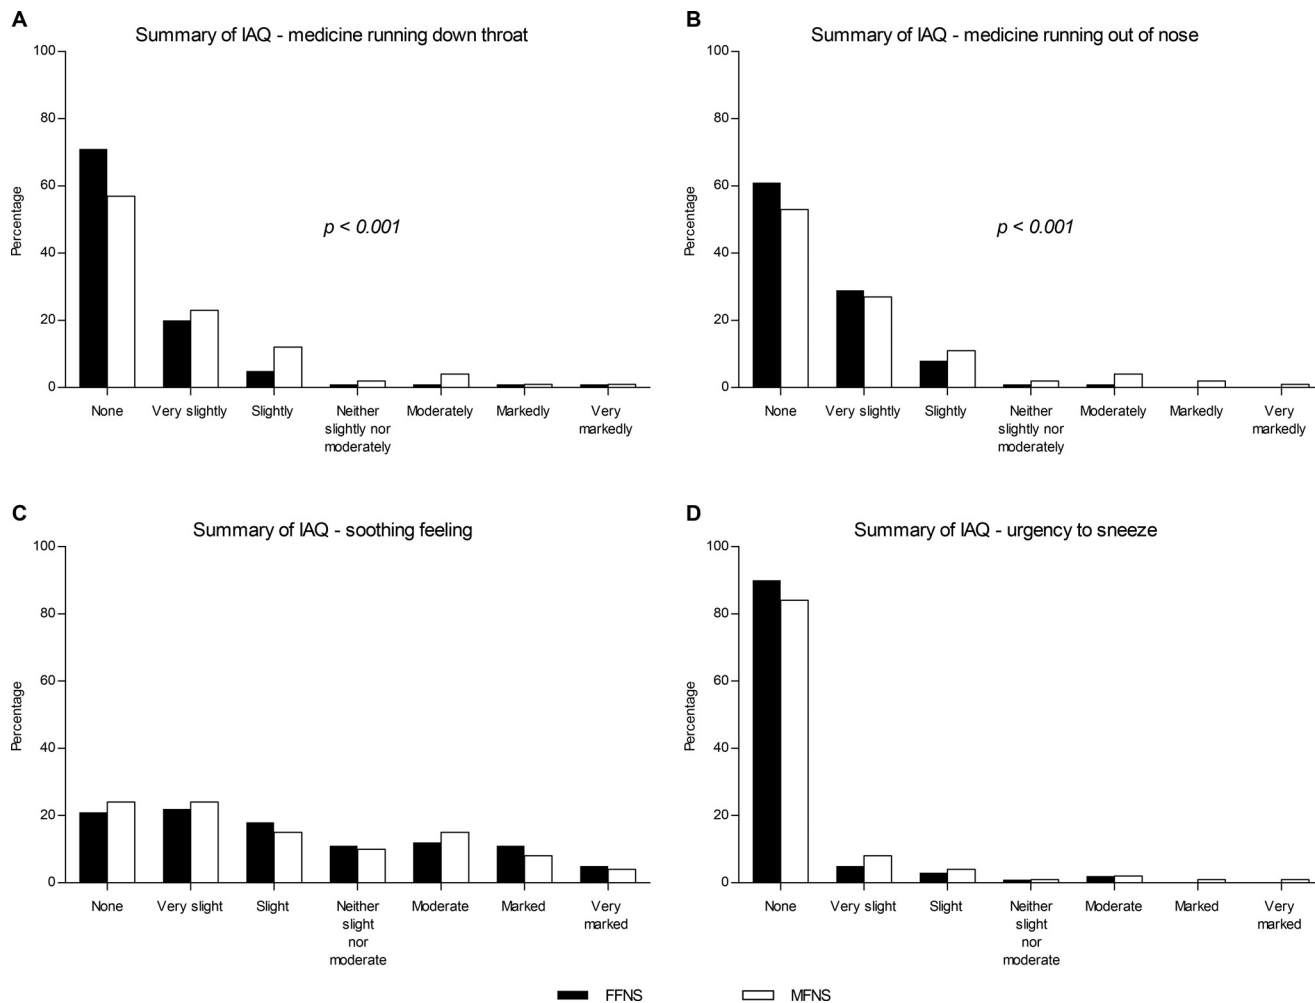 A
Summary of IAQ - medicine running down throat
100
80
60
40
20
0
Percentage
p < 0.001
None
Very slightly
Slightly
Neither
slightly nor
moderately
Moderately
Markedly
Very
markedly
B
Summary of IAQ - medicine running out of nose
100
80
60
40
20
0
Percentage
p < 0.001
None
Very slightly
Slightly
Neither
slightly nor
moderately
Moderately
Markedly
Very
markedly
C
Summary of IAQ - soothing feeling
100
80
60
40
20
0
Percentage
None
Very slight
Slight
Neither
slight
nor
moderate
Moderate
Marked
Very
marked
D
Summary of IAQ - urgency to sneeze
100
80
60
40
20
0
Percentage
None
Very slight
Slight
Neither
slight
nor
moderate
Moderate
Marked
Very
marked
FFNS
MFNS